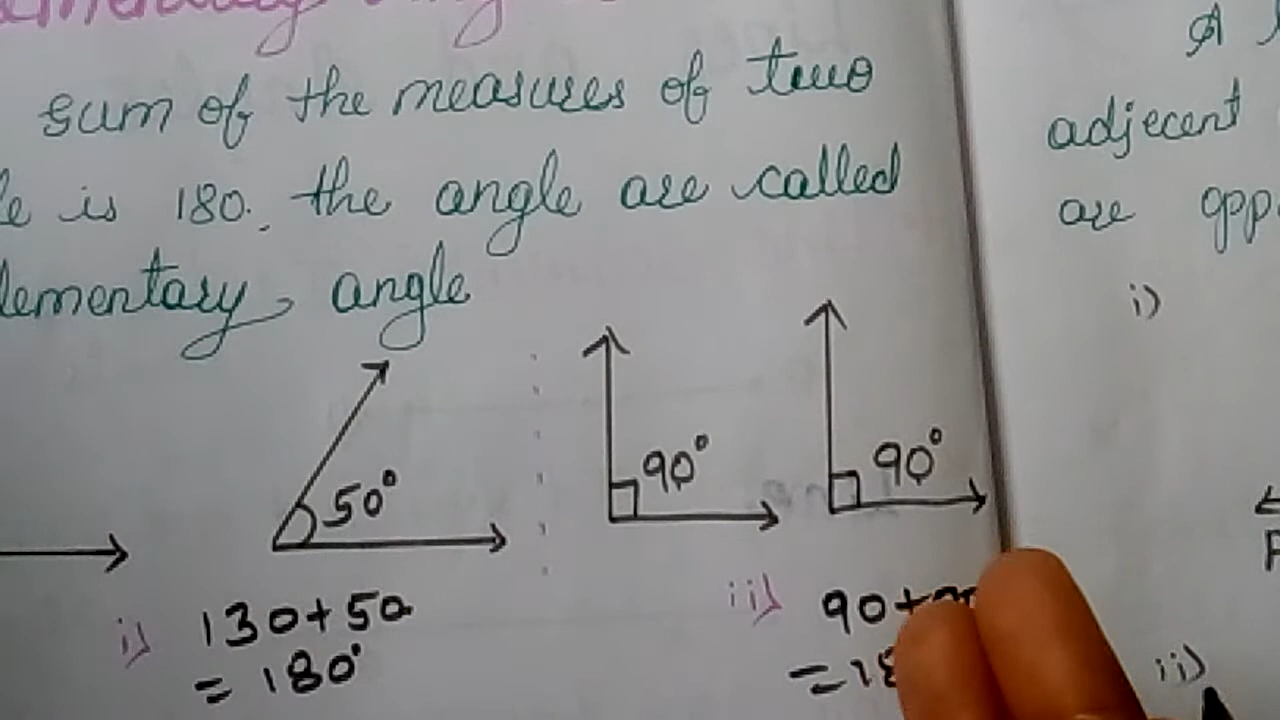 sum of the measures of two
le is 180. the angle are called
lementary angle
50°
90°
90°
i) 130+50
= 180°
ii) 90+
=18
A
adjecent
are opp
i)
P
ii)